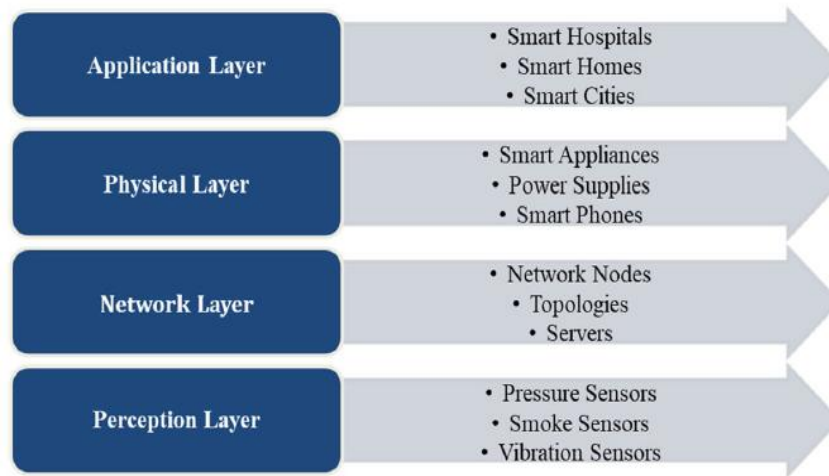 Application Layer
• Smart Hospitals
• Smart Homes
• Smart Cities
Physical Layer
• Smart Appliances
• Power Supplies
• Smart Phones
Network Layer
• Network Nodes
• Topologies
• Servers
Perception Layer
• Pressure Sensors
• Smoke Sensors
• Vibration Sensors